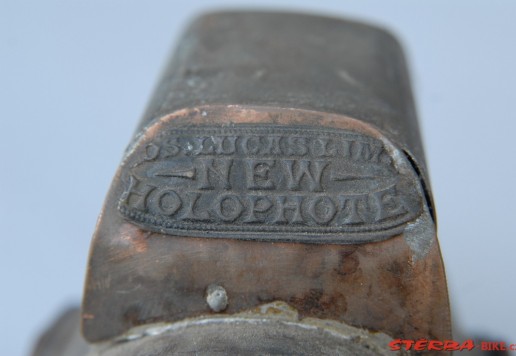 OS. LUCAS LIM
NEW
HOLOPHOTE
STERBA-BIKE.c